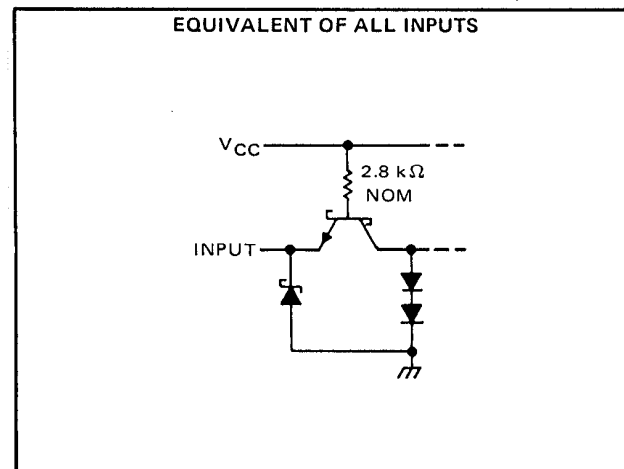 EQUIVALENT OF ALL INPUTS
VCC
2.8 kΩ
NOM
INPUT